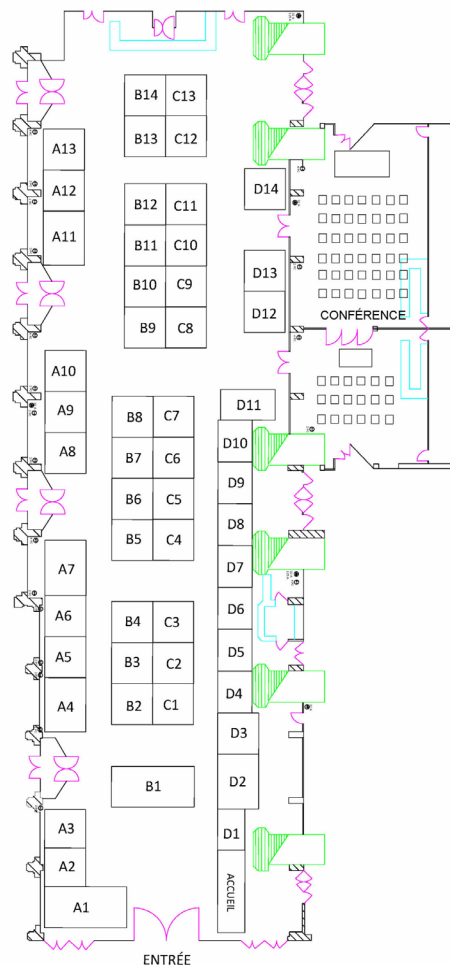 B14 C13
B13 C12
A13
A12
A11
D14
B12 C11
B11 C10
B10 C9
B9 C8
D13
D12
CONFÉRENCE
A10
A9
A8
D11
D10
B8 C7
B7 C6
B6 C5
B5 C4
D9
D8
D7
D6
D5
D4
A7
A6
A5
A4
B4 C3
B3 C2
B2 C1
D3
D2
B1
D1
A3
A2
A1
ACCUEIL
ENTRÉE